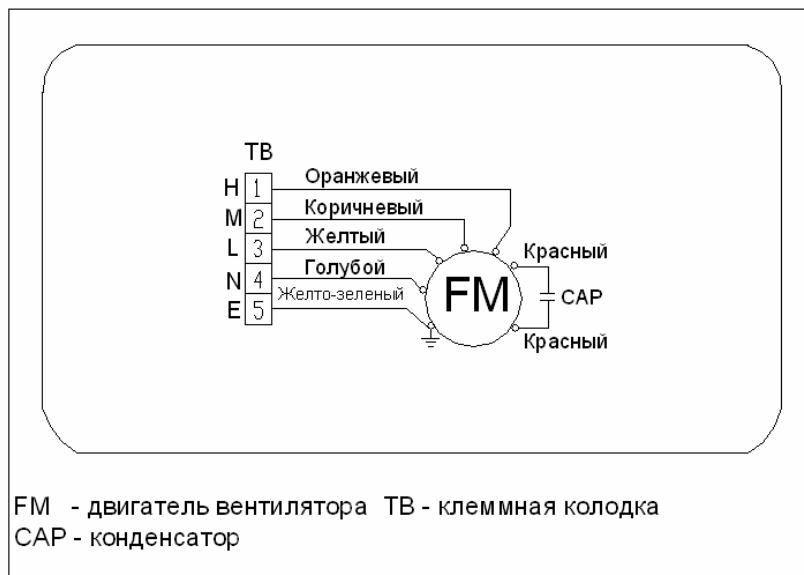 TB
H 1 Оранжевый
M 2 Коричневый
L 3 Желтый
N 4 Голубой
E 5 Желто-зеленый
FM
Красный
CAP
Красный
FM - двигатель вентилятора TB - клеммная колодка
CAP - конденсатор